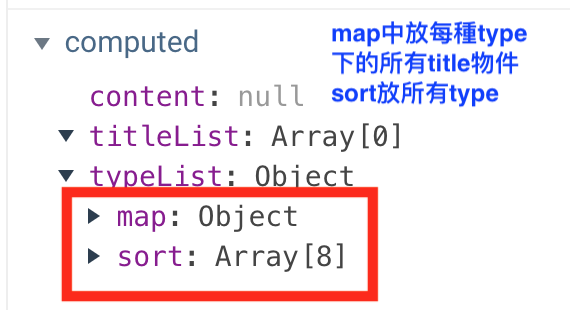 computed
map中放每種type
下的所有title物件
sort放所有type
content: null
titleList: Array[0]
typeList: Object
map: Object
sort: Array[8]